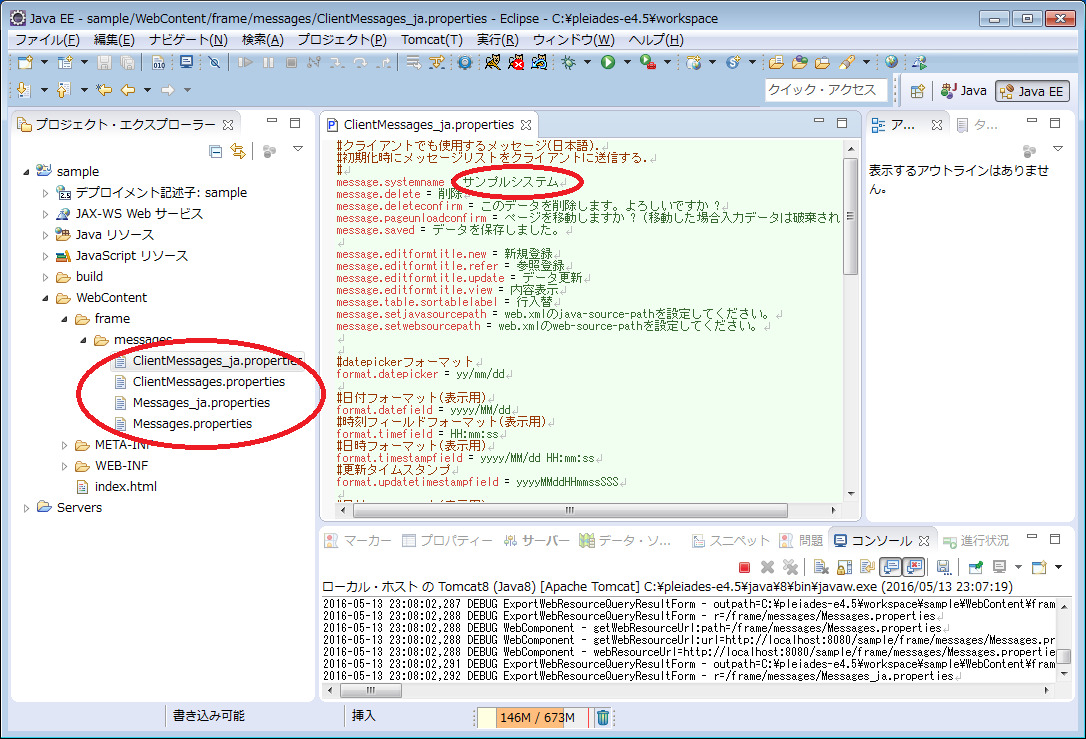 Java EE - sample/WebContent/frame/messages/ClientMessages_ja.properties - Eclipse - C:¥pleiades-e4.5¥workspace
ファイル(F) 編集(E) ナビゲート(N) 検索(A) プロジェクト(P) Tomcat(T) 実行(R) ウィンドウ(W) ヘルプ(H)
クイック・アクセス
Java
Java EE
プロジェクト・エクスプローラー
sample
デプロイメント記述子: sample
JAX-WS Web サービス
Java リソース
JavaScript リソース
build
WebContent
frame
messages
ClientMessages_ja.properties
ClientMessages.properties
Messages_ja.properties
Messages.properties
META-INF
WEB-INF
index.html
Servers
ClientMessages_ja.properties
#クライアントでも使用するメッセージ(日本語).
#初期化時にメッセージリストをクライアントに送信する.
#
message.systemname = サンプルシステム
message.delete = 削除
message.deleteconfirm = このデータを削除します。よろしいですか ?
message.pageunloadconfirm = ページを移動しますか ? (移動した場合入力データは破棄され
message.saved = データを保存しました。
message.editformtitle.new = 新規登録
message.editformtitle.refer = 参照登録
message.editformtitle.update = データ更新
message.editformtitle.view = 内容表示
message.table.sortablelabel = 行入替
message.setjavasourcepath = web.xmlのjava-source-pathを設定してください。
message.setwebsourcepath = web.xmlのweb-source-pathを設定してください。
#datepickerフォーマット
format.datepicker = yy/mm/dd
#日付フォーマット(表示用)
format.datefield = yyyy/MM/dd
#時刻フィールドフォーマット(表示用)
format.timefield = HH:mm:ss
#日時フォーマット(表示用)
format.timestampfield = yyyy/MM/dd HH:mm:ss
#更新タイムスタンプ
format.updatetimestampfield = yyyyMMddHHmmssSSS
ア...
タ...
表示するアウトラインはありませ
ん。
マーカー プロパティー サーバー データ・ソ... スニペット 問題 コンソール 進行状況
ローカル・ホスト の Tomcat8 (Java8) [Apache Tomcat] C:¥pleiades-e4.5¥java¥8¥bin¥javaw.exe (2016/05/13 23:07:19)
2016-05-13 23:08:02,287 DEBUG ExportWebResourceQueryResultForm - outpath=C:¥pleiades-e4.5¥workspace¥sample¥WebContent¥fram
2016-05-13 23:08:02,288 DEBUG ExportWebResourceQueryResultForm - r=/frame/messages/Messages.properties
2016-05-13 23:08:02,288 DEBUG WebComponent - getWebResourceUrl:path=/frame/messages/Messages.properties
2016-05-13 23:08:02,288 DEBUG WebComponent - getWebResourceUrl:url=http://localhost:8080/sample/frame/messages/Messages.pr
2016-05-13 23:08:02,288 DEBUG WebComponent - webResourceUrl=http://localhost:8080/sample/frame/messages/Messages.propertie
2016-05-13 23:08:02,291 DEBUG ExportWebResourceQueryResultForm - outpath=C:¥pleiades-e4.5¥workspace¥sample¥WebContent¥fram
2016-05-13 23:08:02,292 DEBUG ExportWebResourceQueryResultForm - r=/frame/messages/Messages_ja.properties
書き込み可能
挿入
146M / 673M